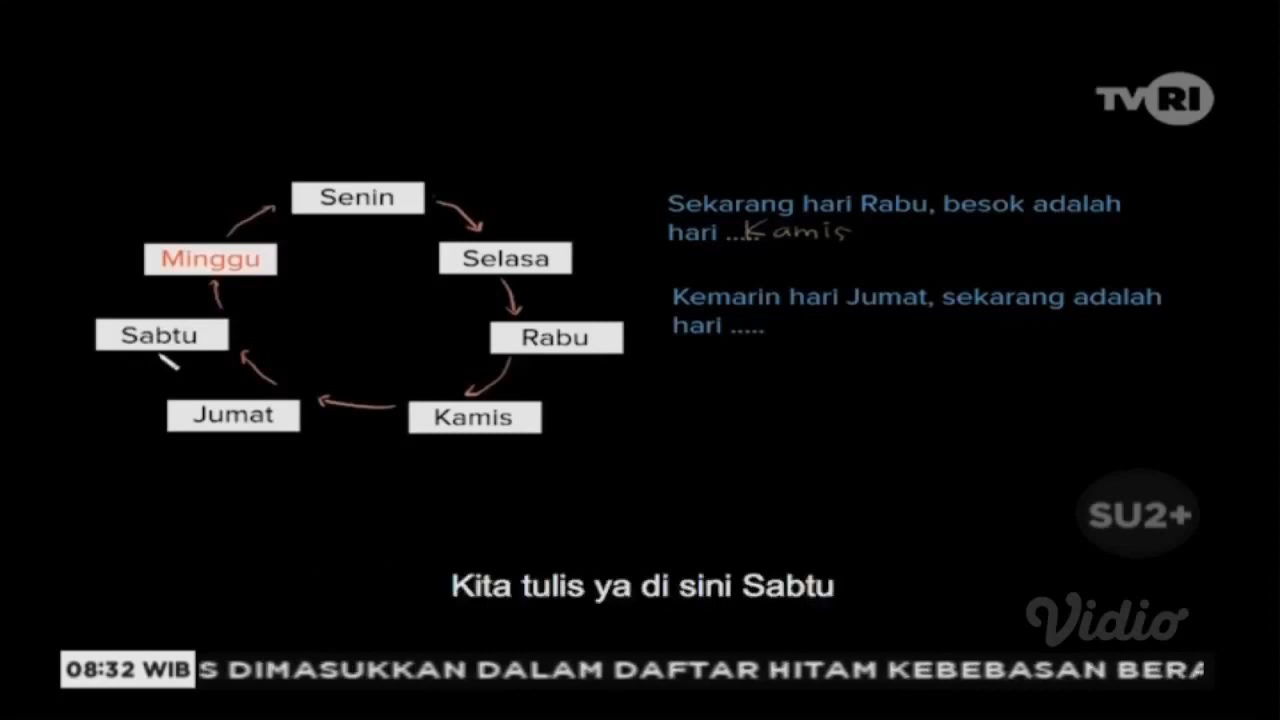 TVRI
Senin
Minggu
Selasa
Sabtu
Rabu
Jumat
Kamis
Sekarang hari Rabu, besok adalah
hari ..... Kamis
Kemarin hari Jumat, sekarang adalah
hari .....
SU2+
Kita tulis ya di sini Sabtu
Vidio
08:32 WIB S DIMASUKKAN DALAM DAFTAR HITAM KEBEBASAN BERA